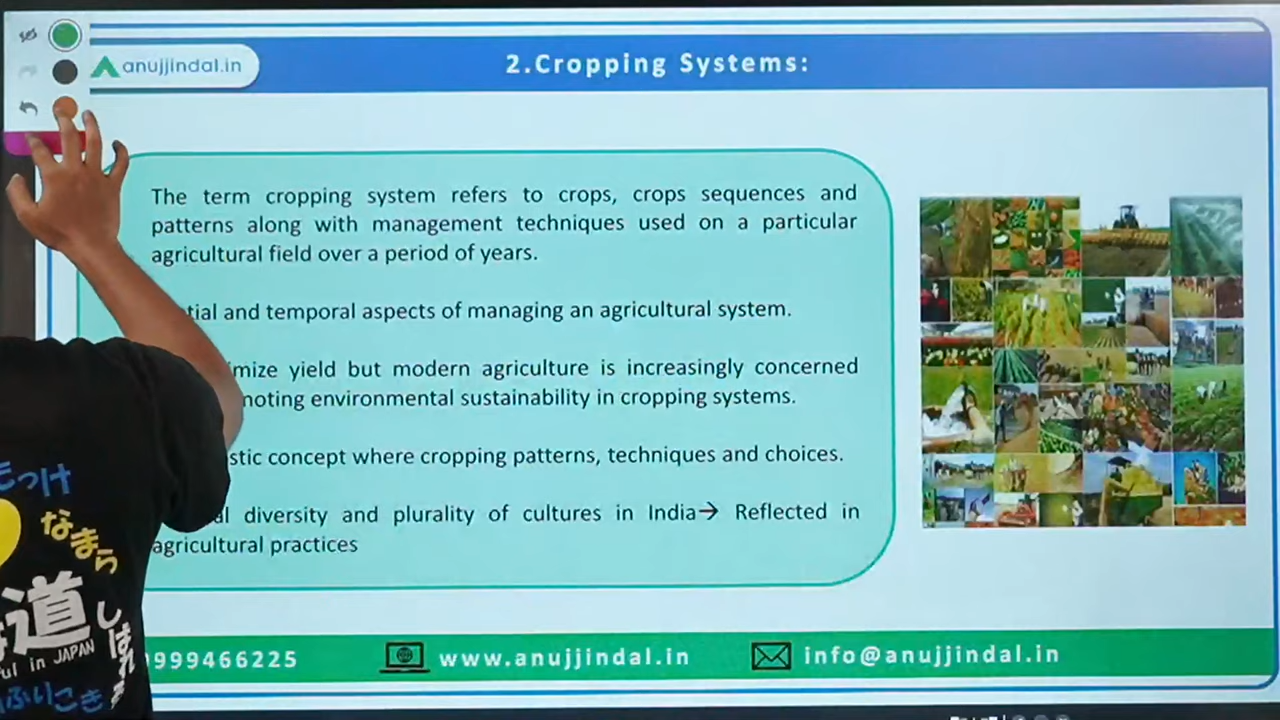 anujjindal.in
2.Cropping Systems:
The term cropping system refers to crops, crops sequences and
patterns along with management techniques used on a particular
agricultural field over a period of years.
and temporal aspects of managing an agricultural system.
yield but modern agriculture is increasingly concerned
environmental sustainability in cropping systems.
concept where cropping patterns, techniques and choices.
diversity and plurality of cultures in India→ Reflected in
agricultural practices
999466225
www.anujjindal.in
info@anujjindal.in
なまら
道
しばれ
in JAPAN